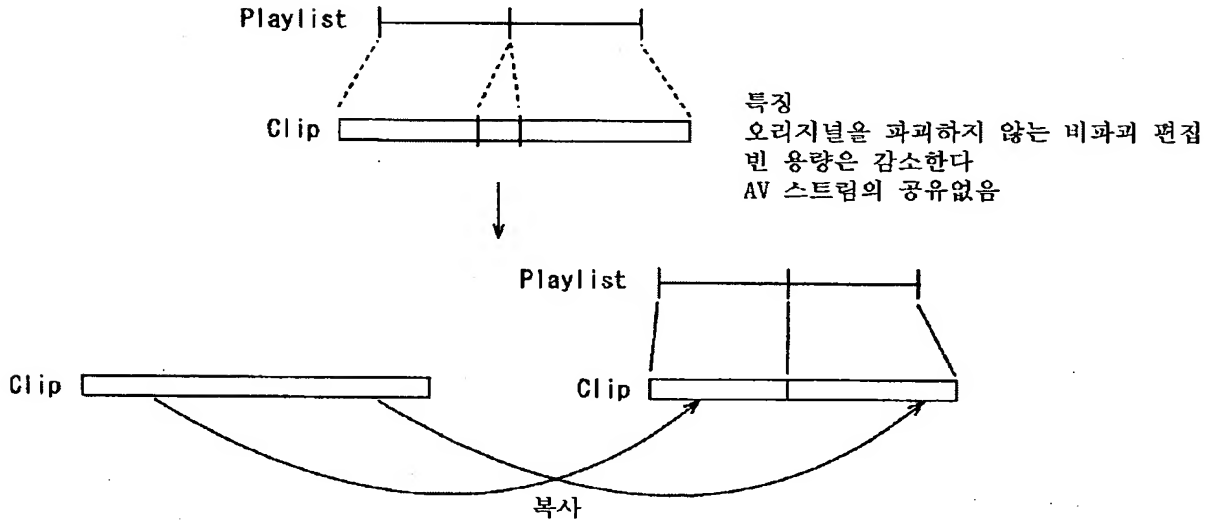 Playlist
Clip
특징
오리지널을 파괴하지 않는 비파괴 편집
빈 용량은 감소한다
AV 스트림의 공유없음
Playlist
Clip
Clip
복사